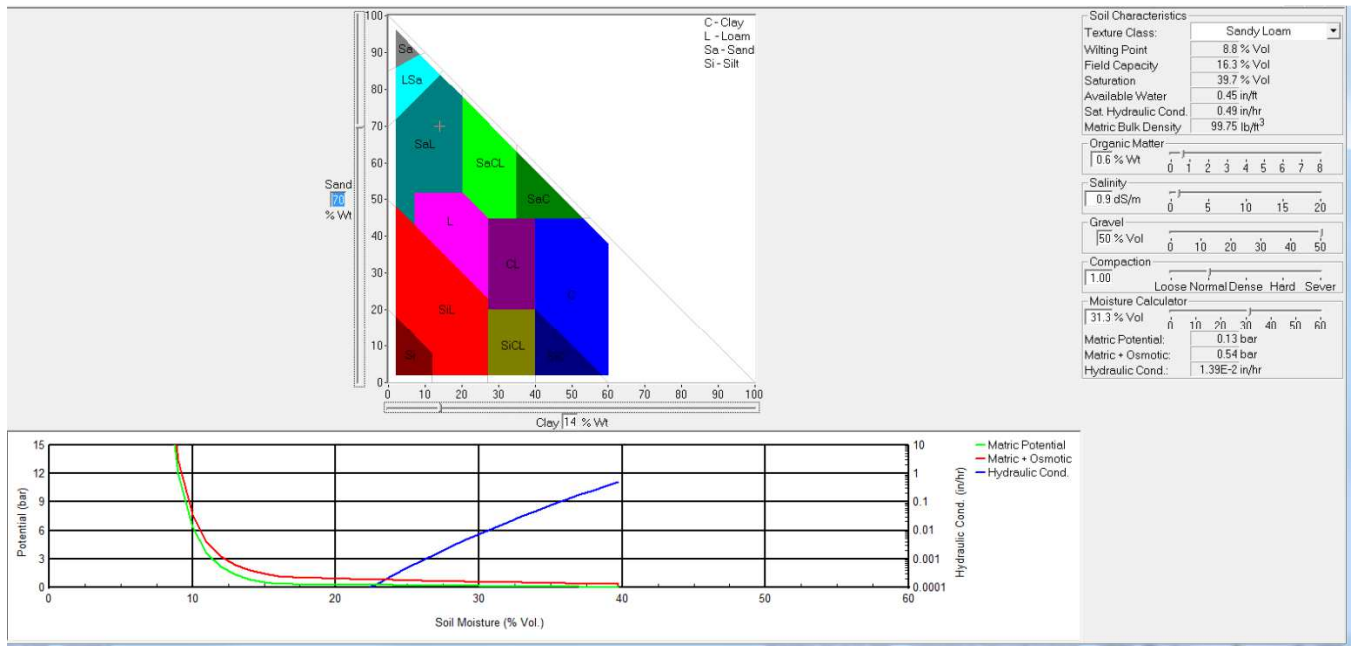 100
90
80
70
60
50
40
30
20
10
0
Sand
70
% Wt
C - Clay
L - Loam
Sa - Sand
Si - Silt
Sa
LSa
SaL
SaCL
SaC
L
CL
SiL
SiCL
Si
0 10 20 30 40 50 60 70 80 90 100
Clay 14 % Wt
Soil Characteristics
Texture Class: Sandy Loam
Wilting Point 8.8 % Vol
Field Capacity 16.3 % Vol
Saturation 39.7 % Vol
Available Water 0.45 in/ft
Sat. Hydraulic Cond. 0.49 in/hr
Matric Bulk Density 99.75 lb/ft3
Organic Matter
0.6 % Wt
0 1 2 3 4 5 6 7 8
Salinity
0.9 dS/m
0 5 10 15 20
Gravel
50 % Vol
0 10 20 30 40 50
Compaction
1.00
Loose Normal Dense Hard Sever
Moisture Calculator
31.3 % Vol
0 10 20 30 40 50 60
Matric Potential: 0.13 bar
Matric + Osmotic: 0.54 bar
Hydraulic Cond.: 1.39E-2 in/hr
Potential (bar)
15
12
9
6
3
0
0 10 20 30 40 50 60
Soil Moisture (% Vol.)
10
1
0.1
0.01
0.001
0.0001
Hydraulic Cond. (in/hr)
Matric Potential
Matric + Osmotic
Hydraulic Cond.